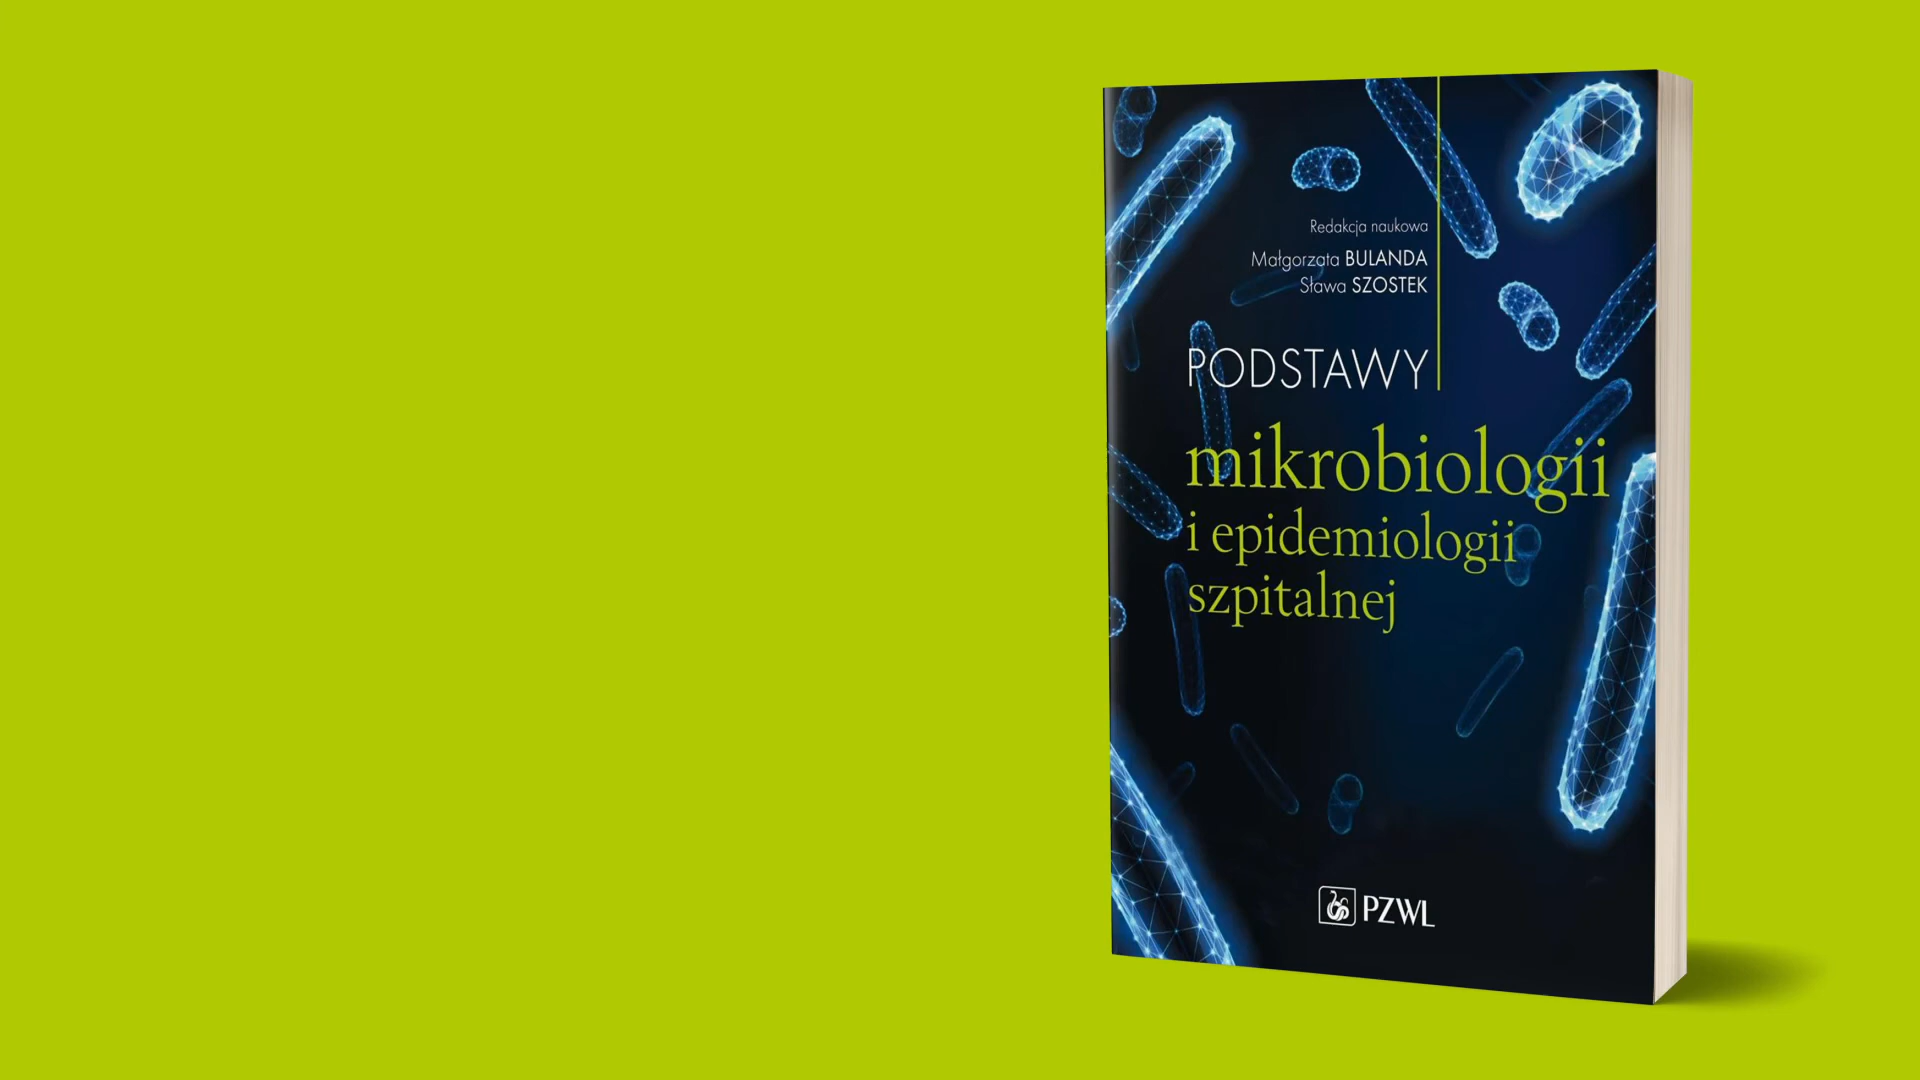 Redakcja naukowa
Małgorzata BULANDA
Sława SZOSTEK
PODSTAWY
mikrobiologii
i epidemiologii
szpitalnej
PZWL